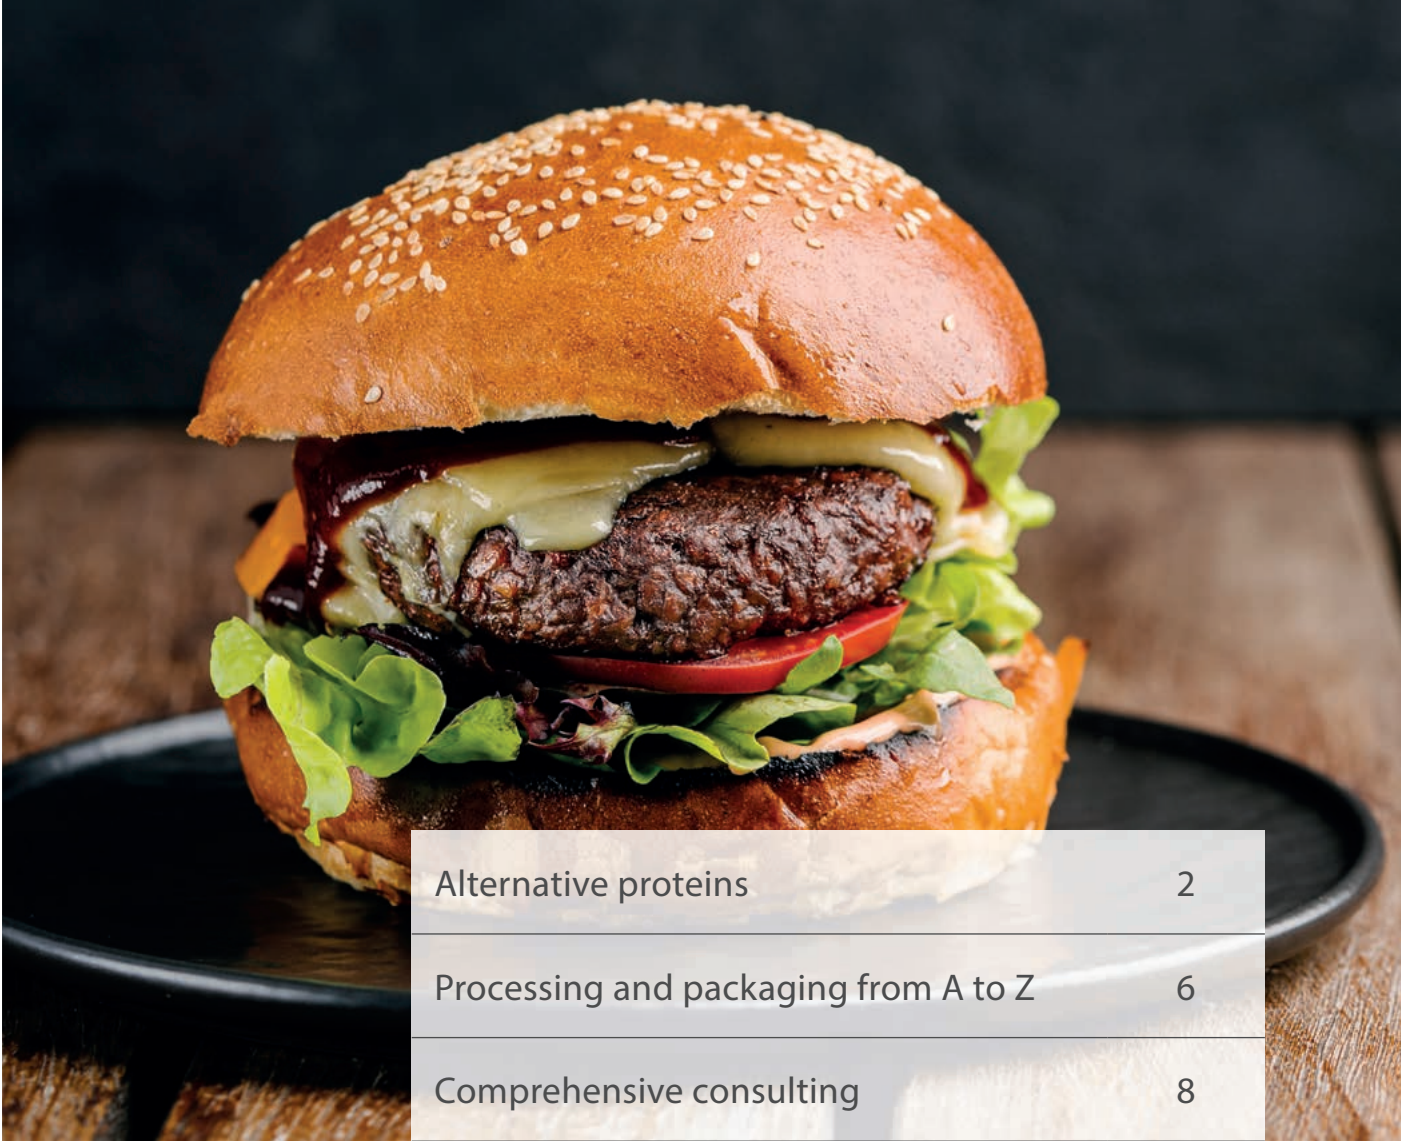 Alternative proteins 2
Processing and packaging from A to Z 6
Comprehensive consulting 8